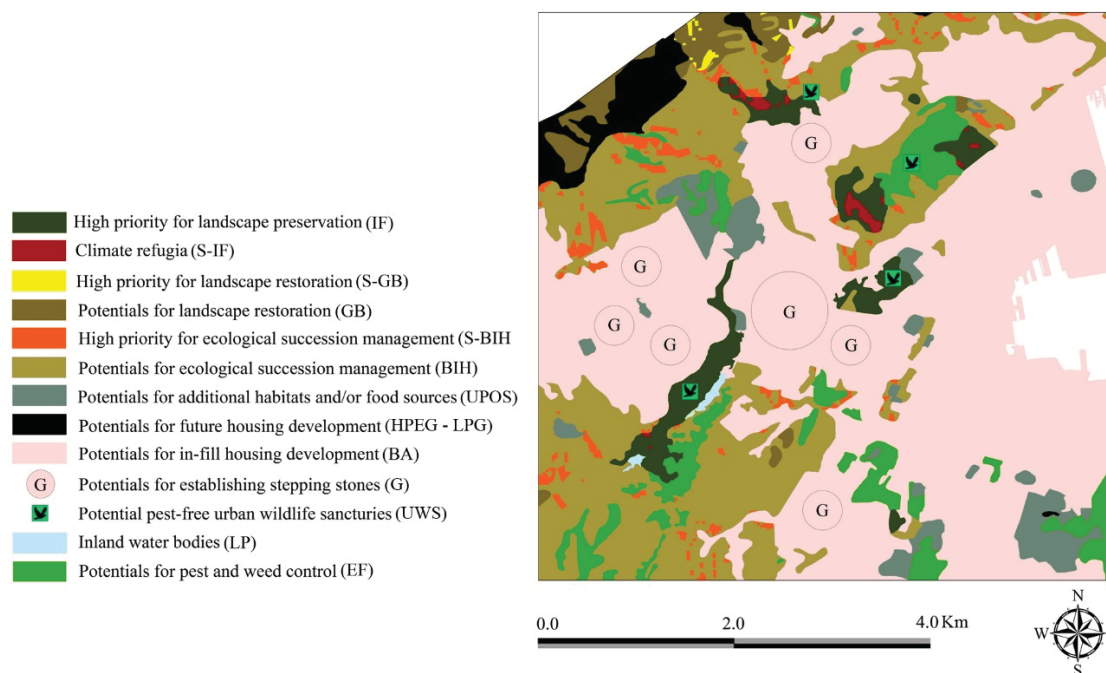 High priority for landscape preservation (IF)
Climate refugia (S-IF)
High priority for landscape restoration (S-GB)
Potentials for landscape restoration (GB)
High priority for ecological succession management (S-BIH
Potentials for ecological succession management (BIH)
Potentials for additional habitats and/or food sources (UPOS)
Potentials for future housing development (HPEG - LPG)
Potentials for in-fill housing development (BA)
G Potentials for establishing stepping stones (G)
Potential pest-free urban wildlife sancturies (UWS)
Inland water bodies (LP)
Potentials for pest and weed control (EF)
G
G
G
G
G
G
G
0.0 2.0 4.0 Km
N
W E
S